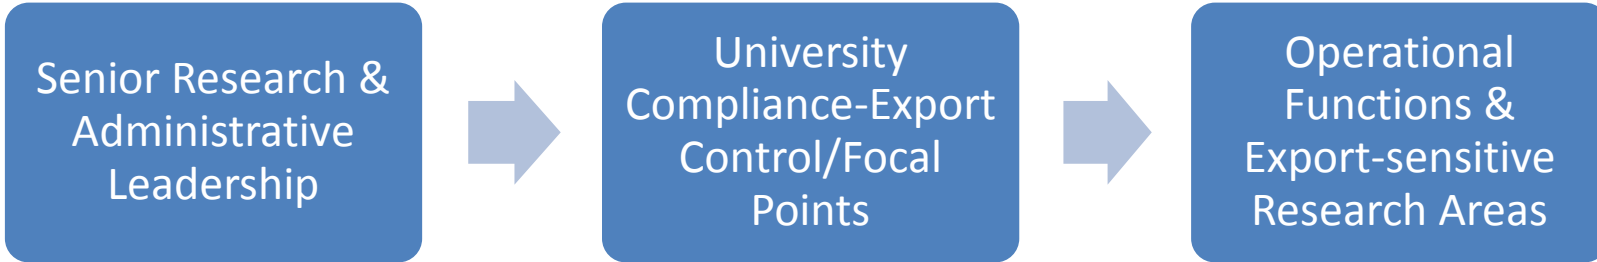 Senior Research &
Administrative
Leadership
University
Compliance-Export
Control/Focal
Points
Operational
Functions &
Export-sensitive
Research Areas